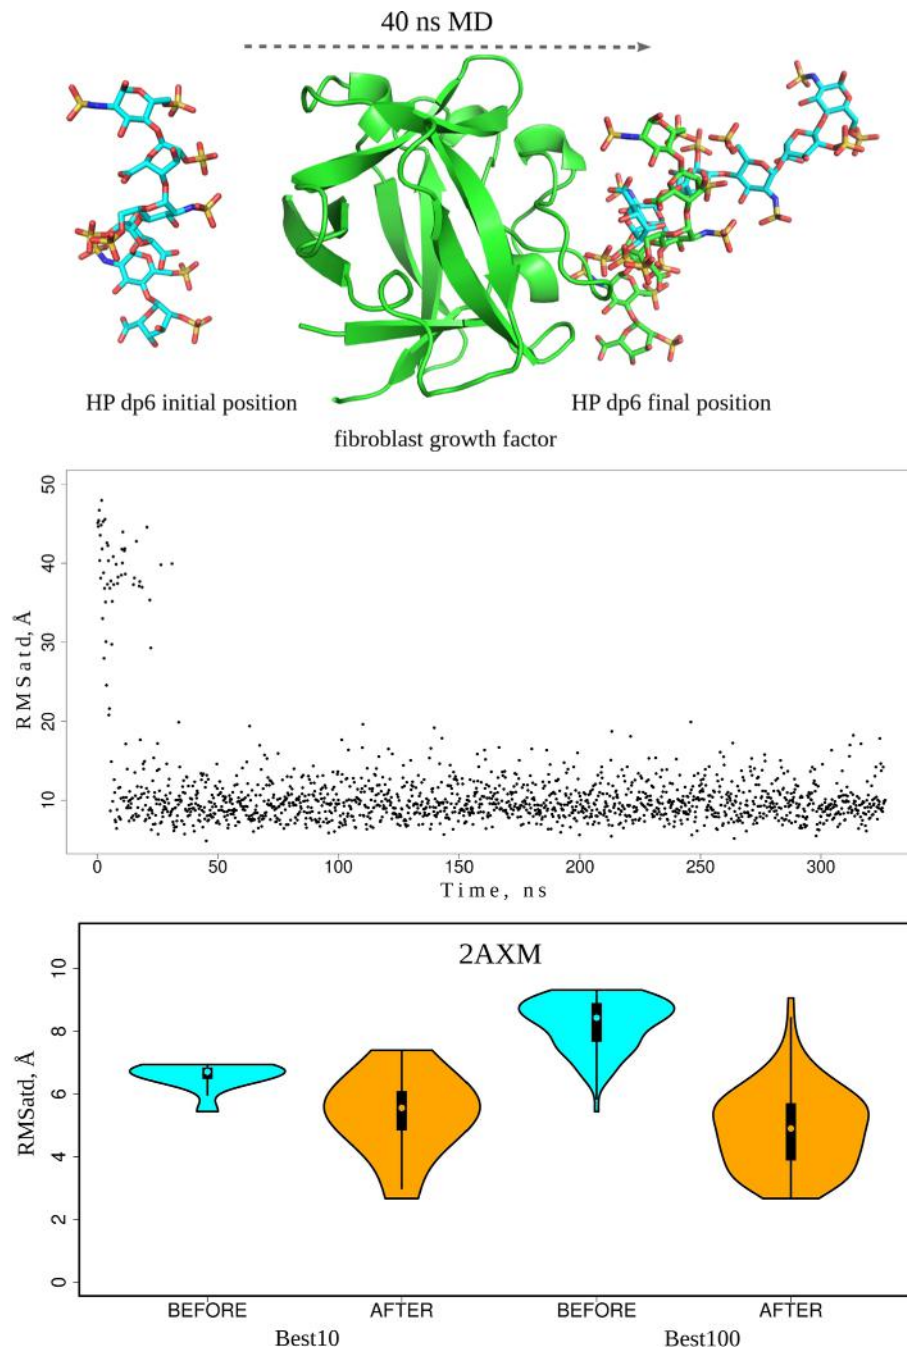 40 ns MD
HP dp6 initial position
HP dp6 final position
fibroblast growth factor
50
40
30
20
10
RMSatd, Å
0 50 100 150 200 250 300
Time, ns
2AXM
10
8
6
4
2
0
RMSatd, Å
BEFORE AFTER BEFORE AFTER
Best10 Best100